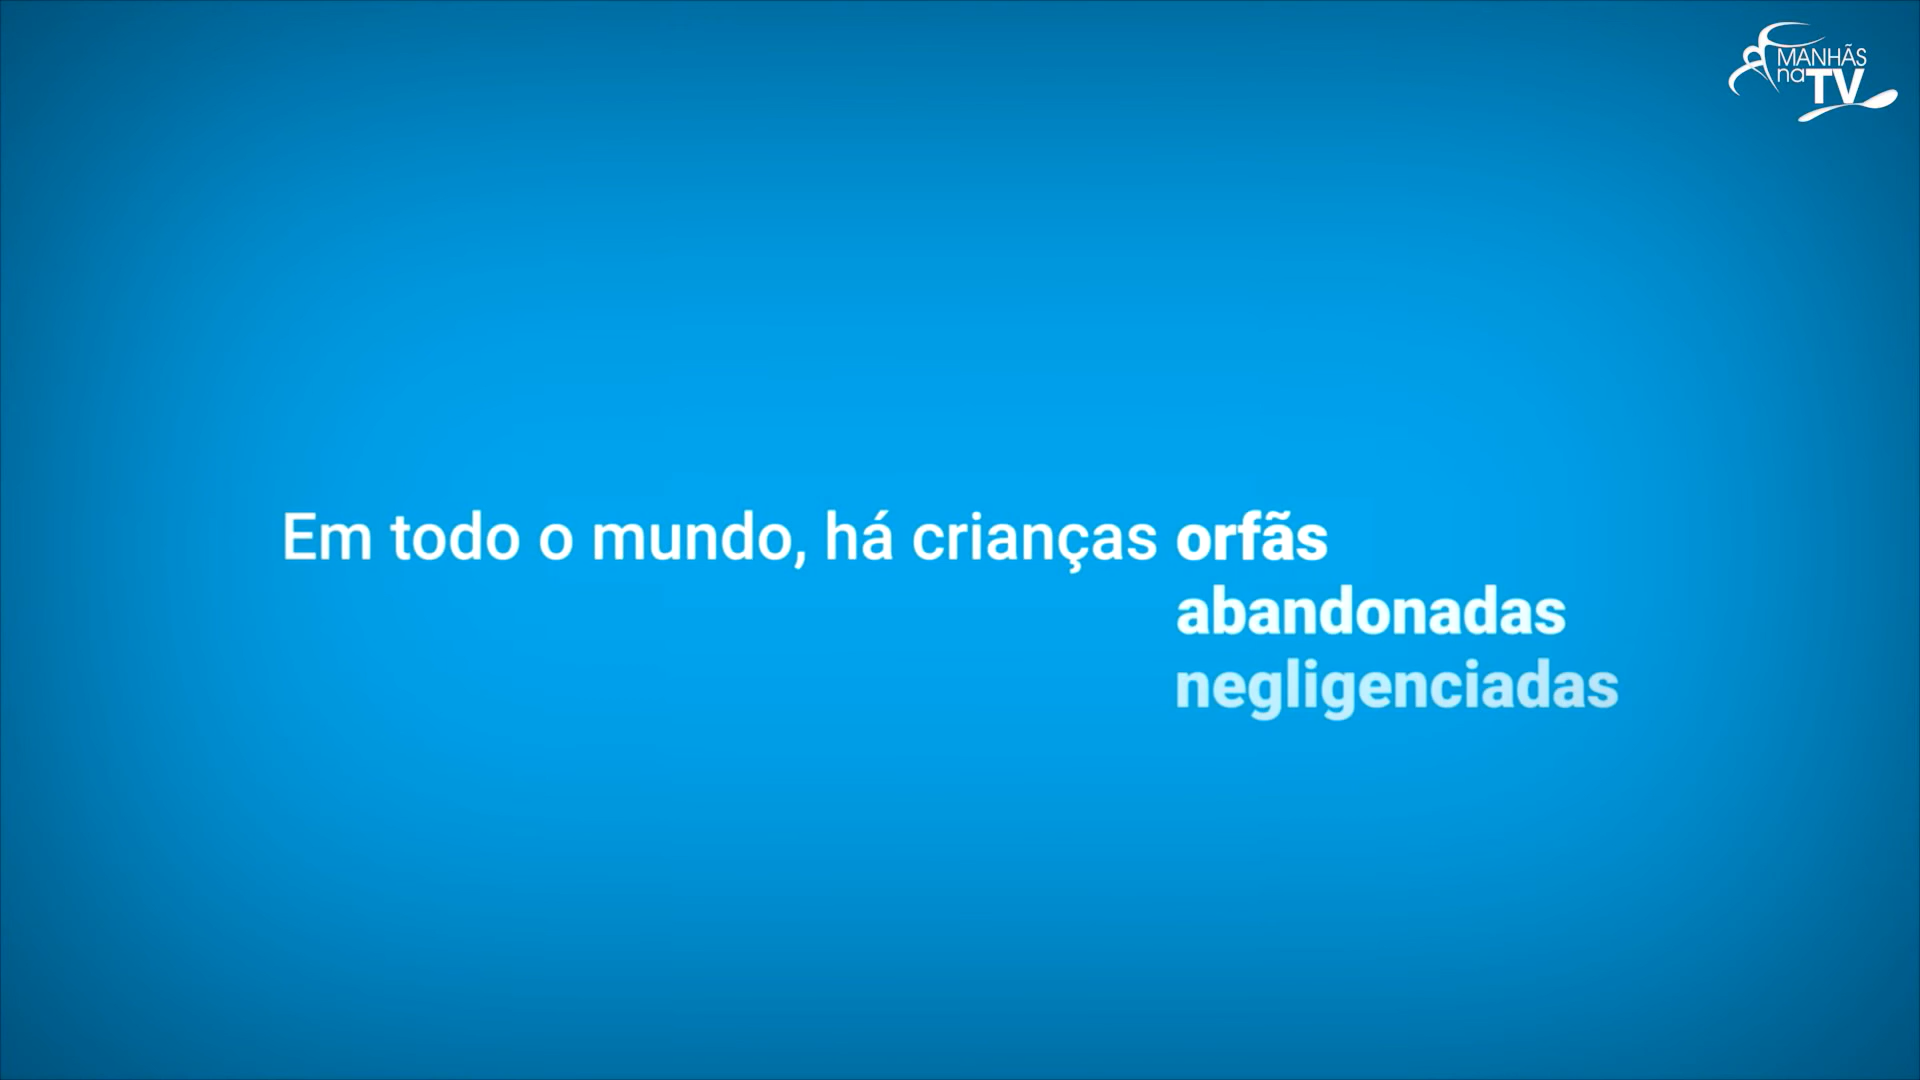 MANHÃS
na TV
Em todo o mundo, há crianças orfãs
abandonadas
negligenciadas